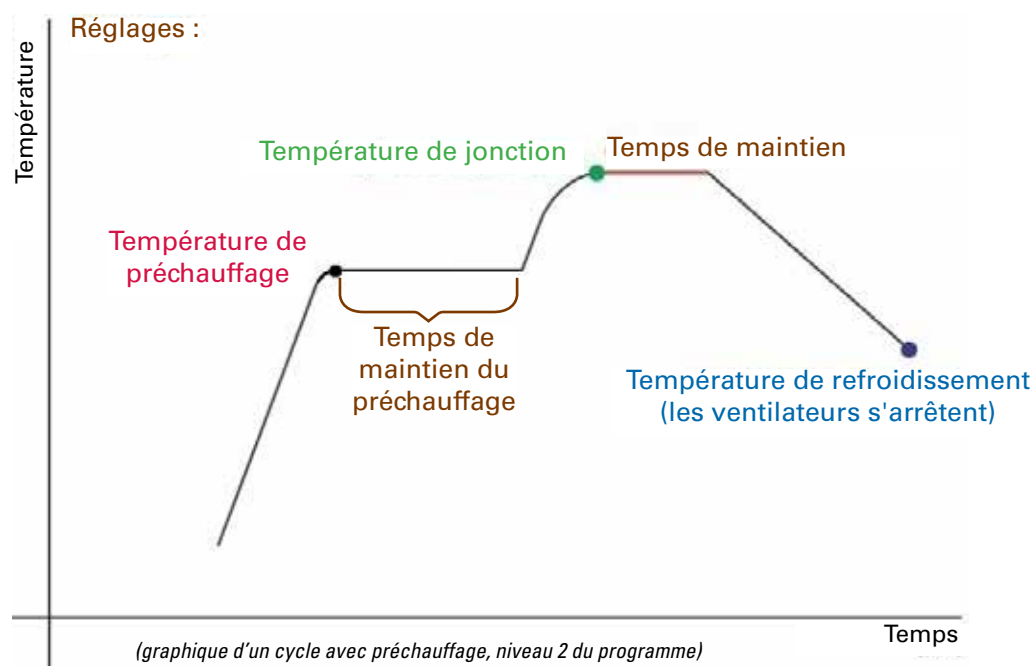 Réglages :
Température
Température de jonction
Temps de maintien
Température de
préchauffage
Temps de
maintien du
préchauffage
Température de refroidissement
(les ventilateurs s'arrêtent)
Temps
(graphique d’un cycle avec préchauffage, niveau 2 du programme)